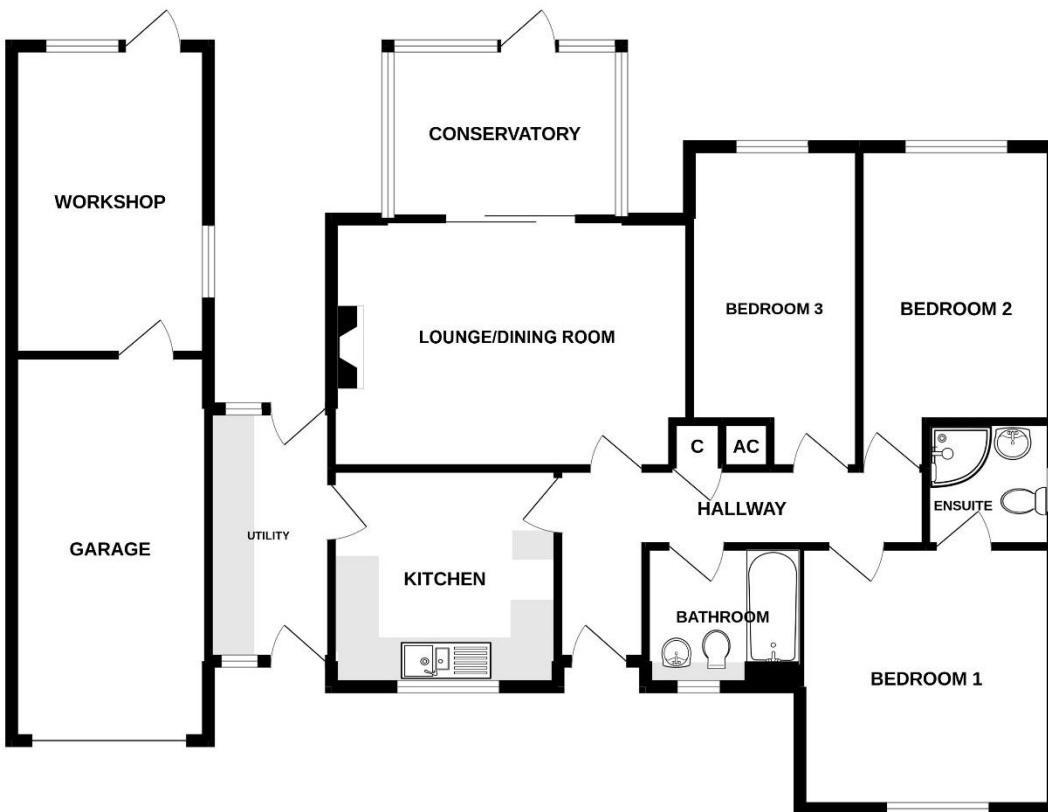 CONSERVATORY
WORKSHOP
BEDROOM 3
BEDROOM 2
LOUNGE/DINING ROOM
C
AC
ENSUITE
HALLWAY
UTILITY
GARAGE
KITCHEN
BATHROOM
BEDROOM 1